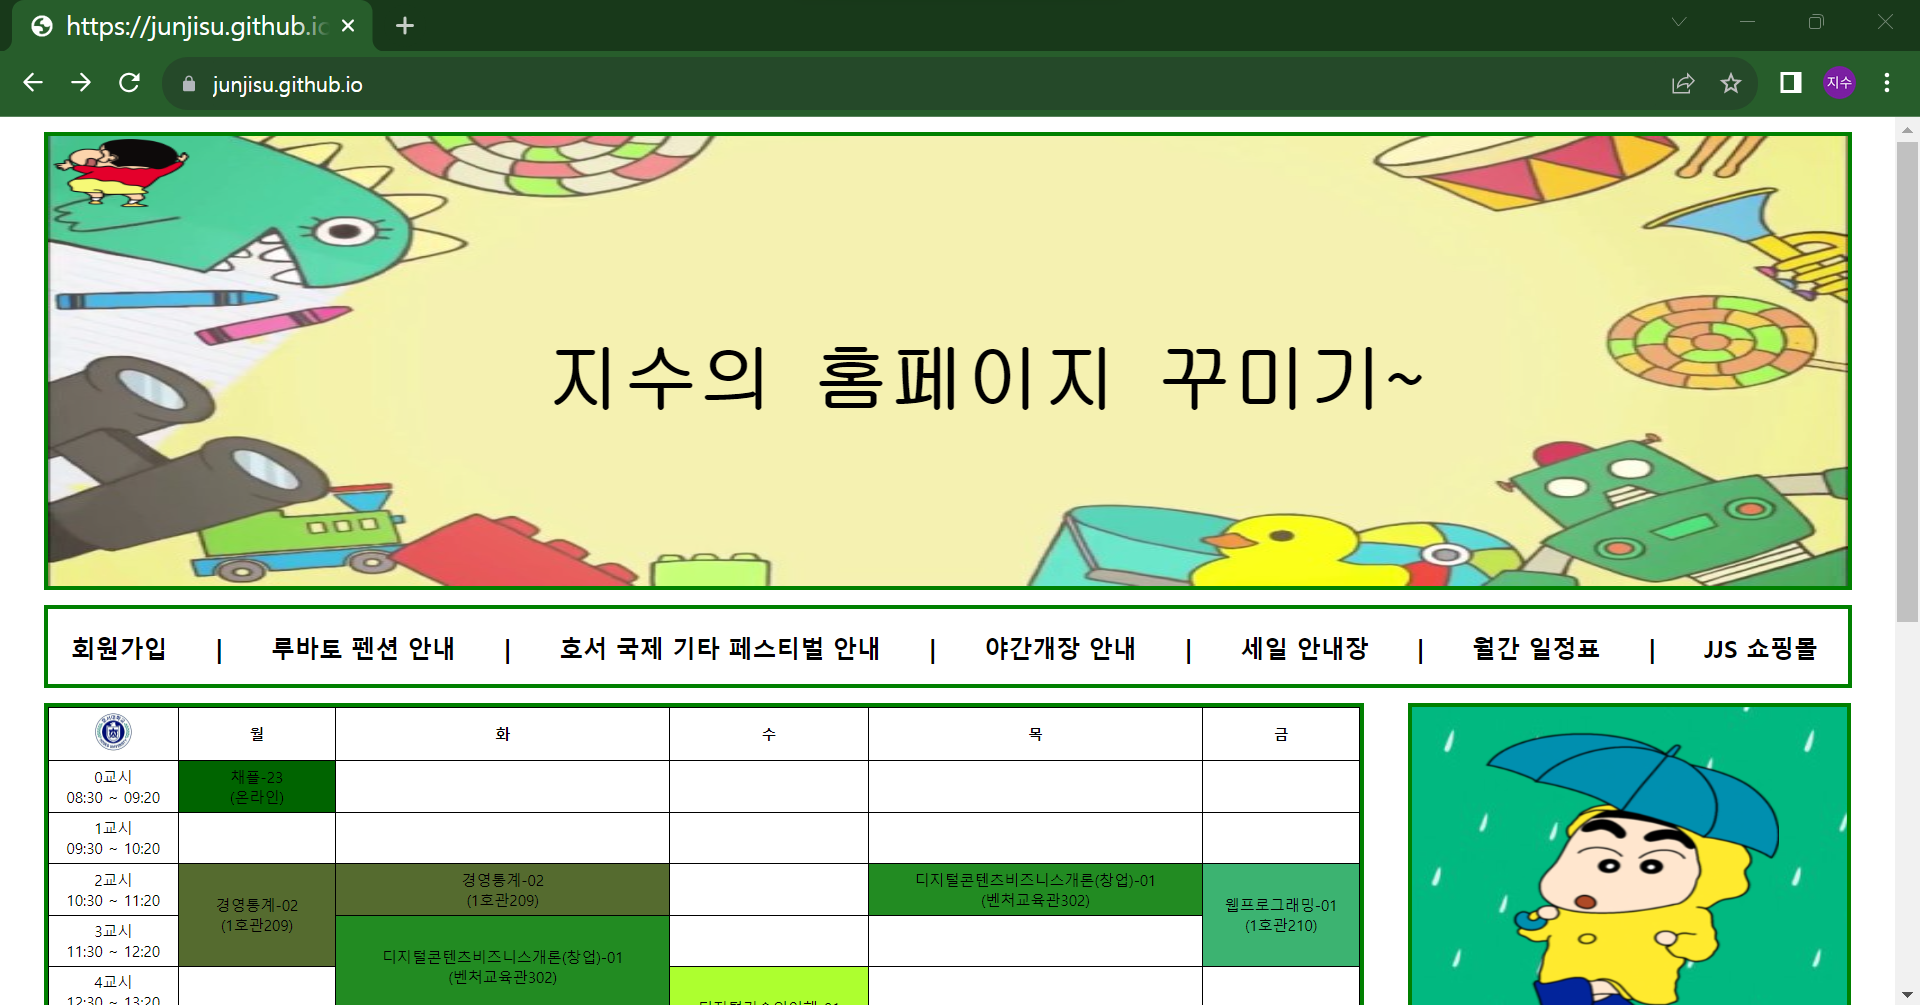 https://junjisu.github.io
junjisu.github.io
지수
지수의 홈페이지 꾸미기~
회원가입 | 루바토 펜션 안내 | 호서 국제 기타 페스티벌 안내 | 야간개장 안내 | 세일 안내장 | 월간 일정표 | JJS 쇼핑몰
월 화 수 목 금
0교시
08:30 ~ 09:20
채플-23
(온라인)
1교시
09:30 ~ 10:20
2교시
10:30 ~ 11:20
경영통계-02
(1호관209)
경영통계-02
(1호관209)
디지털콘텐츠비즈니스개론(창업)-01
(벤처교육관302)
웹프로그래밍-01
(1호관210)
3교시
11:30 ~ 12:20
디지털콘텐츠비즈니스개론(창업)-01
(벤처교육관302)
4교시
12:30 ~ 13:20